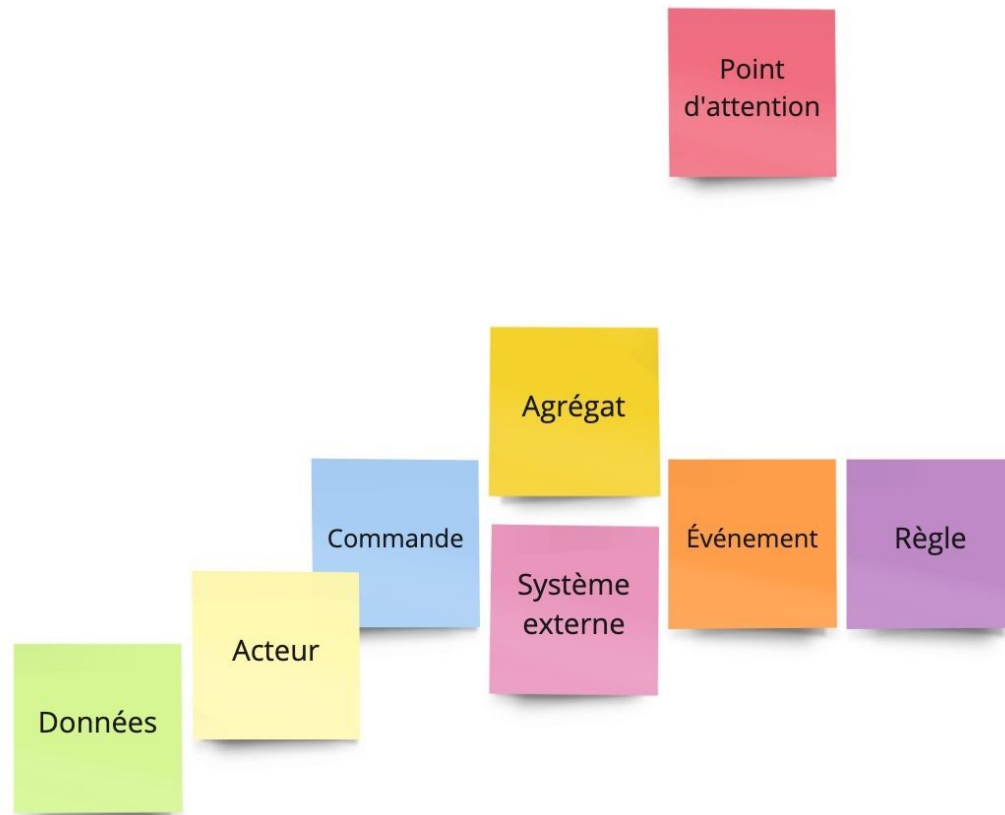 Point
d'attention
Agrégat
Commande
Système
externe
Événement
Règle
Acteur
Données